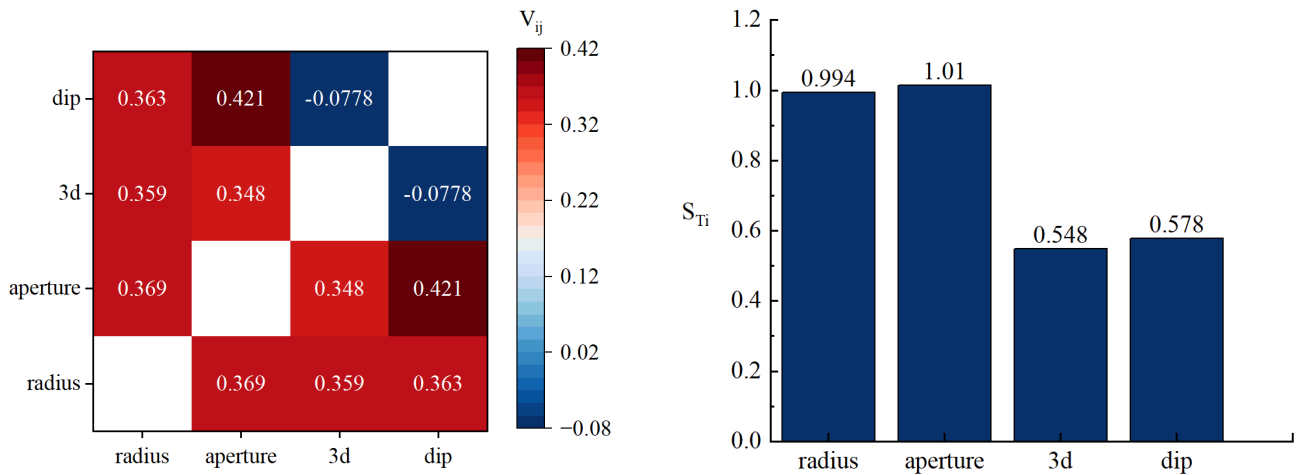 V_ij
dip 0.363 0.421 -0.0778
3d 0.359 0.348 -0.0778
aperture 0.369 0.348 0.421
radius 0.369 0.359 0.363
radius aperture 3d dip
0.42
0.32
0.22
0.12
0.02
−0.08
S_Ti
1.2
1.0
0.8
0.6
0.4
0.2
0.0
0.994 1.01 0.548 0.578
radius aperture 3d dip